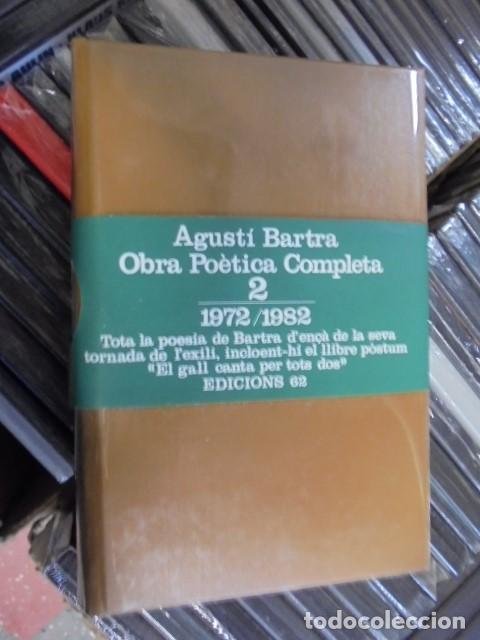 Agustí Bartra
Obra Poètica Completa
2
1972/1982
Tota la poesia de Bartra d'ençà de la seva
tornada de l'exili, incloent-hi el llibre pòstum
"El gall canta per tots dos"
EDICIONS 62
todocoleccion.net